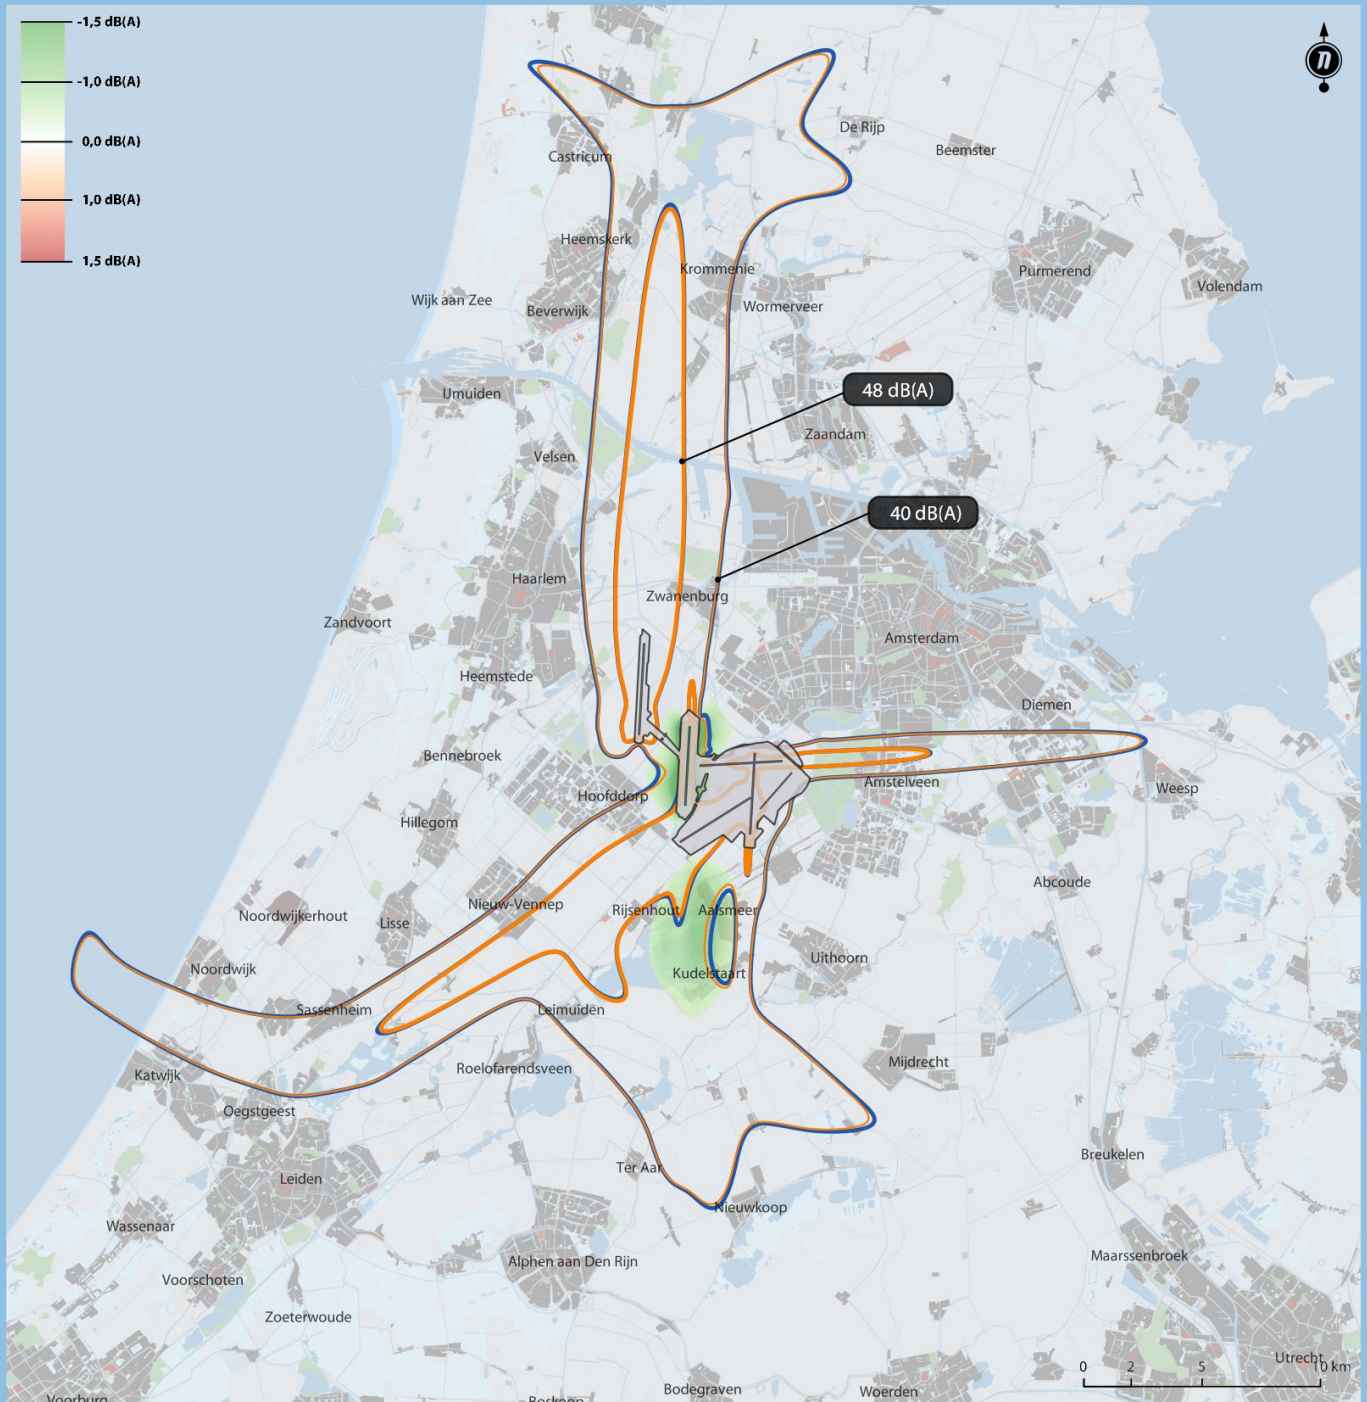 -1,5 dB(A)
-1,0 dB(A)
0,0 dB(A)
1,0 dB(A)
1,5 dB(A)
n
De Rijp
Beemster
Castricum
Heemskerk
Krommenie
Purmerend
Volendam
Wijk aan Zee
Beverwijk
Wormerveer
IJmuiden
48 dB(A)
Zaandam
Velsen
40 dB(A)
Haarlem
Zwanenburg
Zandvoort
Amsterdam
Heemstede
Diemen
Bennebroek
Amstelveen
Weesp
Hoofddorp
Hillegom
Abcoude
Nieuw-Vennep
Rijsenhout
Aalsmeer
Noordwijkerhout
Lisse
Uithoorn
Noordwijk
Kudelstaart
Sassenheim
Leimuiden
Mijdrecht
Katwijk
Roelofarendsveen
Oegstgeest
Breukelen
Ter Aar
Leiden
Nieuwkoop
Wassenaar
Maarssenbroek
Alphen aan Den Rijn
Voorschoten
Zoeterwoude
Utrecht
0 2 5 10 km
Bodegraven
Woerden
Voorburg
Boskoop